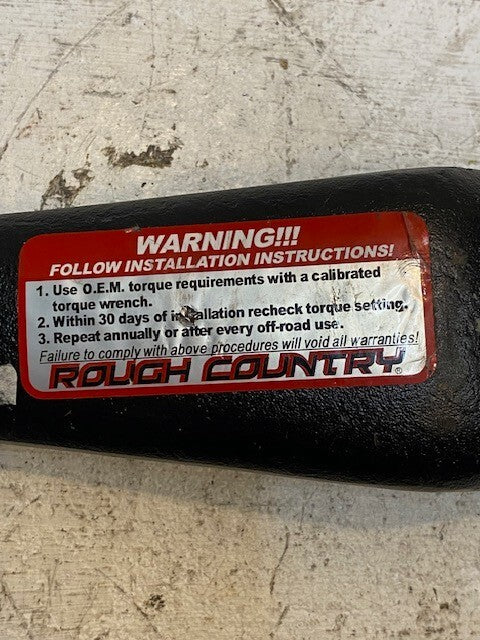 WARNING!!!
FOLLOW INSTALLATION INSTRUCTIONS!
1. Use O.E.M. torque requirements with a calibrated
torque wrench.
2. Within 30 days of installation recheck torque setting.
3. Repeat annually or after every off-road use.
Failure to comply with above procedures will void all warranties!
ROUGH COUNTRY®